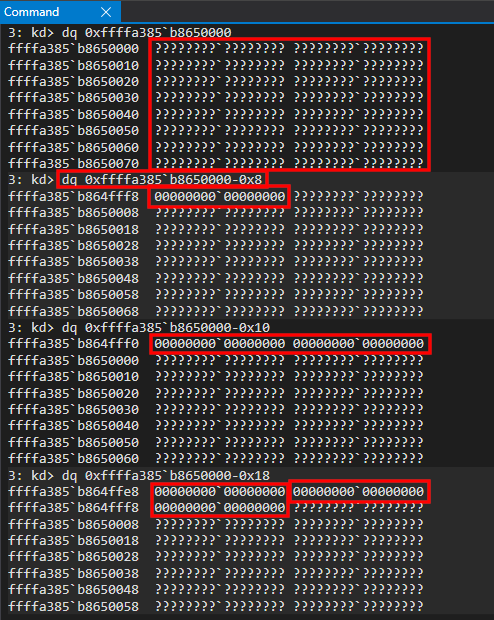 Command X
3: kd> dq 0xffffa385`b8650000
ffffa385`b8650000  ????????`???????? ????????`????????
ffffa385`b8650010  ????????`???????? ????????`????????
ffffa385`b8650020  ????????`???????? ????????`????????
ffffa385`b8650030  ????????`???????? ????????`????????
ffffa385`b8650040  ????????`???????? ????????`????????
ffffa385`b8650050  ????????`???????? ????????`????????
ffffa385`b8650060  ????????`???????? ????????`????????
ffffa385`b8650070  ????????`???????? ????????`????????
3: kd> dq 0xffffa385`b8650000-0x8
ffffa385`b864fff8  00000000`00000000 ????????`????????
ffffa385`b8650008  ????????`???????? ????????`????????
ffffa385`b8650018  ????????`???????? ????????`????????
ffffa385`b8650028  ????????`???????? ????????`????????
ffffa385`b8650038  ????????`???????? ????????`????????
ffffa385`b8650048  ????????`???????? ????????`????????
ffffa385`b8650058  ????????`???????? ????????`????????
ffffa385`b8650068  ????????`???????? ????????`????????
3: kd> dq 0xffffa385`b8650000-0x10
ffffa385`b864fff0  00000000`00000000 00000000`00000000
ffffa385`b8650000  ????????`???????? ????????`????????
ffffa385`b8650010  ????????`???????? ????????`????????
ffffa385`b8650020  ????????`???????? ????????`????????
ffffa385`b8650030  ????????`???????? ????????`????????
ffffa385`b8650040  ????????`???????? ????????`????????
ffffa385`b8650050  ????????`???????? ????????`????????
ffffa385`b8650060  ????????`???????? ????????`????????
3: kd> dq 0xffffa385`b8650000-0x18
ffffa385`b864ffe8  00000000`00000000 00000000`00000000
ffffa385`b864fff8  00000000`00000000 ????????`????????
ffffa385`b8650008  ????????`???????? ????????`????????
ffffa385`b8650018  ????????`???????? ????????`????????
ffffa385`b8650028  ????????`???????? ????????`????????
ffffa385`b8650038  ????????`???????? ????????`????????
ffffa385`b8650048  ????????`???????? ????????`????????
ffffa385`b8650058  ????????`???????? ????????`????????